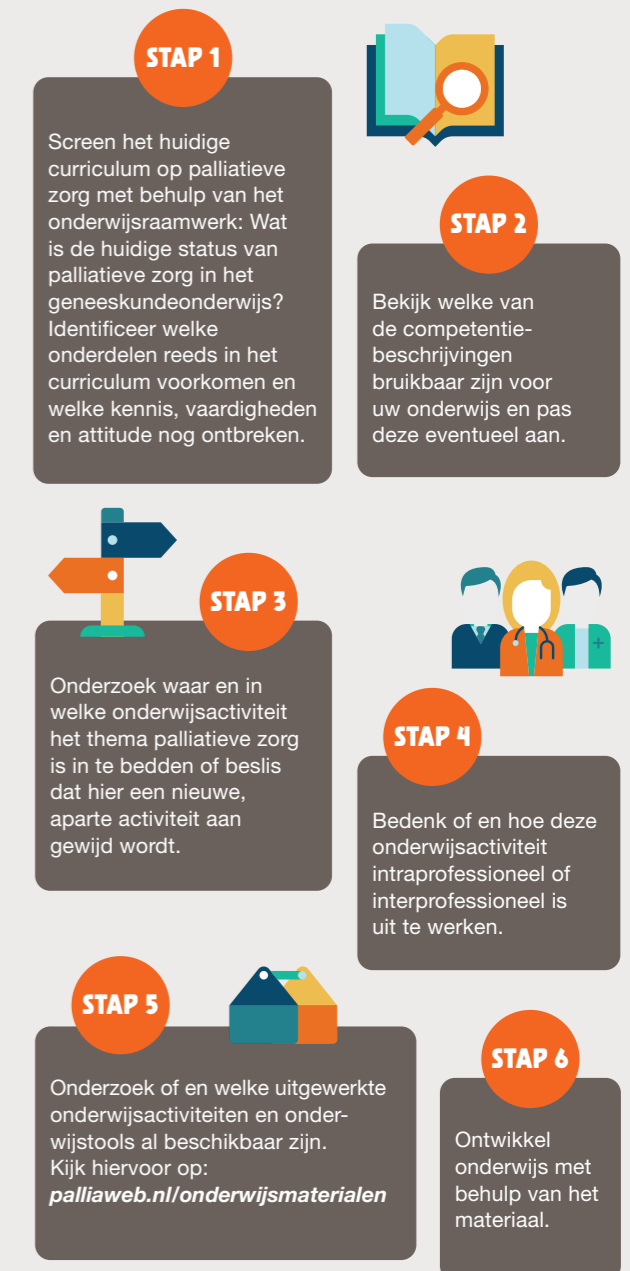 STAP 1
Screen het huidige
curriculum op palliatieve
zorg met behulp van het
onderwijsraamwerk: Wat
is de huidige status van
palliatieve zorg in het
geneeskundeonderwijs?
Identificeer welke
onderdelen reeds in het
curriculum voorkomen en
welke kennis, vaardigheden
en attitude nog ontbreken.
STAP 2
Bekijk welke van
de competentie-
beschrijvingen
bruikbaar zijn voor
uw onderwijs en pas
deze eventueel aan.
STAP 3
Onderzoek waar en in
welke onderwijsactiviteit
het thema palliatieve zorg
is in te bedden of beslis
dat hier een nieuwe,
aparte activiteit aan
gewijd wordt.
STAP 4
Bedenk of en hoe deze
onderwijsactiviteit
intraprofessioneel of
interprofessioneel is
uit te werken.
STAP 5
Onderzoek of en welke uitgewerkte
onderwijsactiviteiten en onder-
wijstools al beschikbaar zijn.
Kijk hiervoor op:
palliaweb.nl/onderwijsmaterialen
STAP 6
Ontwikkel
onderwijs met
behulp van het
materiaal.